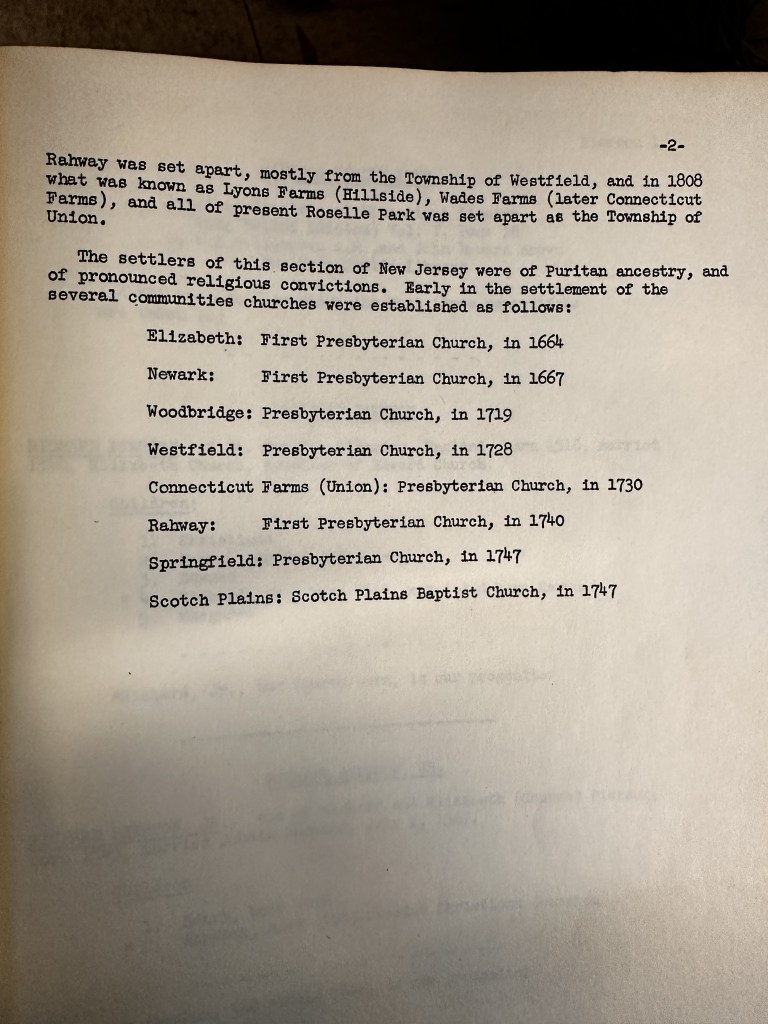 -2-
Rahway was set apart, mostly from the Township of Westfield, and in 1808
what was known as Lyons Farms (Hillside), Wades Farms (later Connecticut
Farms), and all of present Roselle Park was set apart as the Township of
Union.
The settlers of this section of New Jersey were of Puritan ancestry, and
of pronounced religious convictions. Early in the settlement of the
several communities churches were established as follows:
Elizabeth: First Presbyterian Church, in 1664
Newark: First Presbyterian Church, in 1667
Woodbridge: Presbyterian Church, in 1719
Westfield: Presbyterian Church, in 1728
Connecticut Farms (Union): Presbyterian Church, in 1730
Rahway: First Presbyterian Church, in 1740
Springfield: Presbyterian Church, in 1747
Scotch Plains: Scotch Plains Baptist Church, in 1747